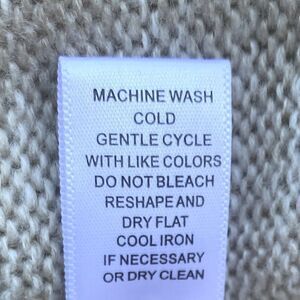 MACHINE WASH
COLD
GENTLE CYCLE
WITH LIKE COLORS
DO NOT BLEACH
RESHAPE AND
DRY FLAT
COOL IRON
IF NECESSARY
OR DRY CLEAN